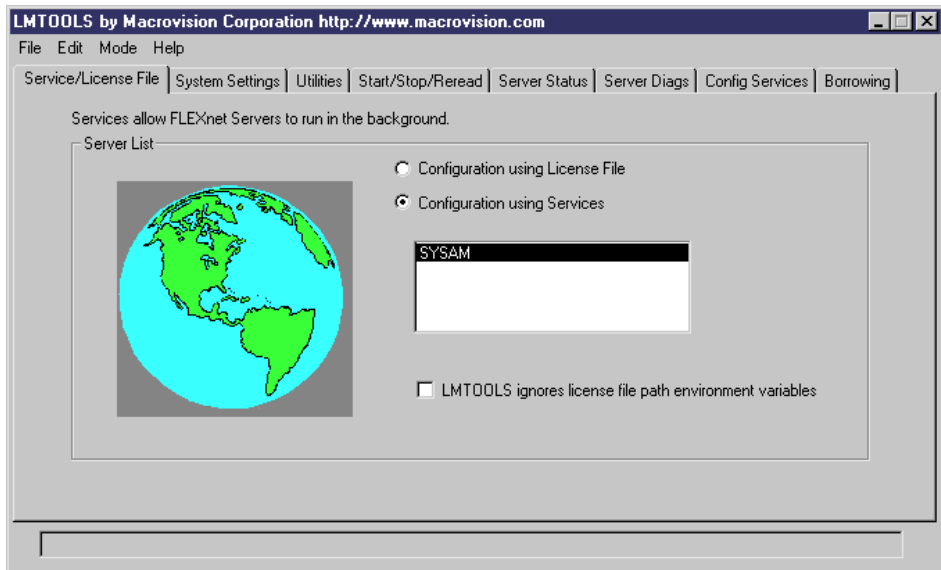 LMTOOLS by Macrovision Corporation http://www.macrovision.com
File Edit Mode Help
Service/License File System Settings Utilities Start/Stop/Reread Server Status Server Diags Config Services Borrowing
Services allow FLEXnet Servers to run in the background.
Server List
Configuration using License File
Configuration using Services
SYSAM
LMTOOLS ignores license file path environment variables